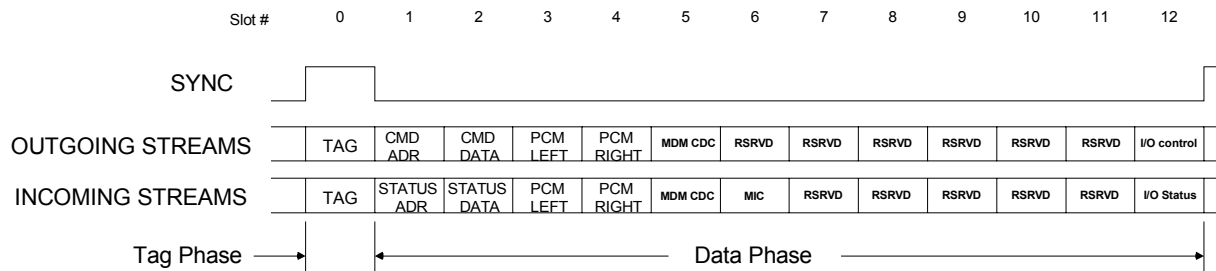 Slot # 0 1 2 3 4 5 6 7 8 9 10 11 12
SYNC
OUTGOING STREAMS TAG CMD ADR CMD DATA PCM LEFT PCM RIGHT MDM CDC RSRVD RSRVD RSRVD RSRVD RSRVD RSRVD I/O control
INCOMING STREAMS TAG STATUS ADR STATUS DATA PCM LEFT PCM RIGHT MDM CDC MIC RSRVD RSRVD RSRVD RSRVD RSRVD I/O Status
Tag Phase Data Phase